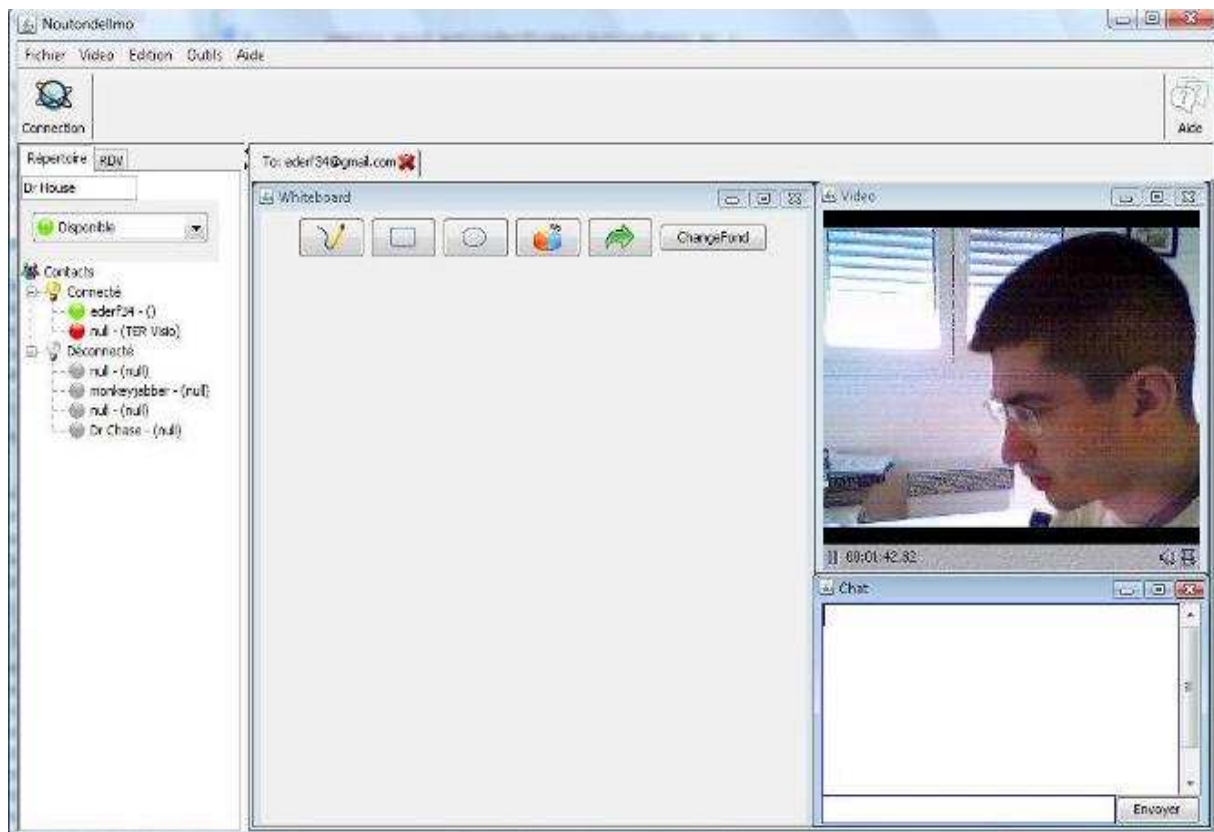 Noutondellmo
Fichier Video Edition Outils Aide
Connection
Aide
Répertoire RDV
To: ederf34@gmail.com
Dr House
Whiteboard
Video
Disponible
ChangeFond
Contacts
Connecté
ederf34 - ()
null - (TER Visio)
Déconnecté
null - (null)
monkeyjabber - (null)
null - (null)
Dr Chase - (null)
00:01:42.82
Chat
Envoyer